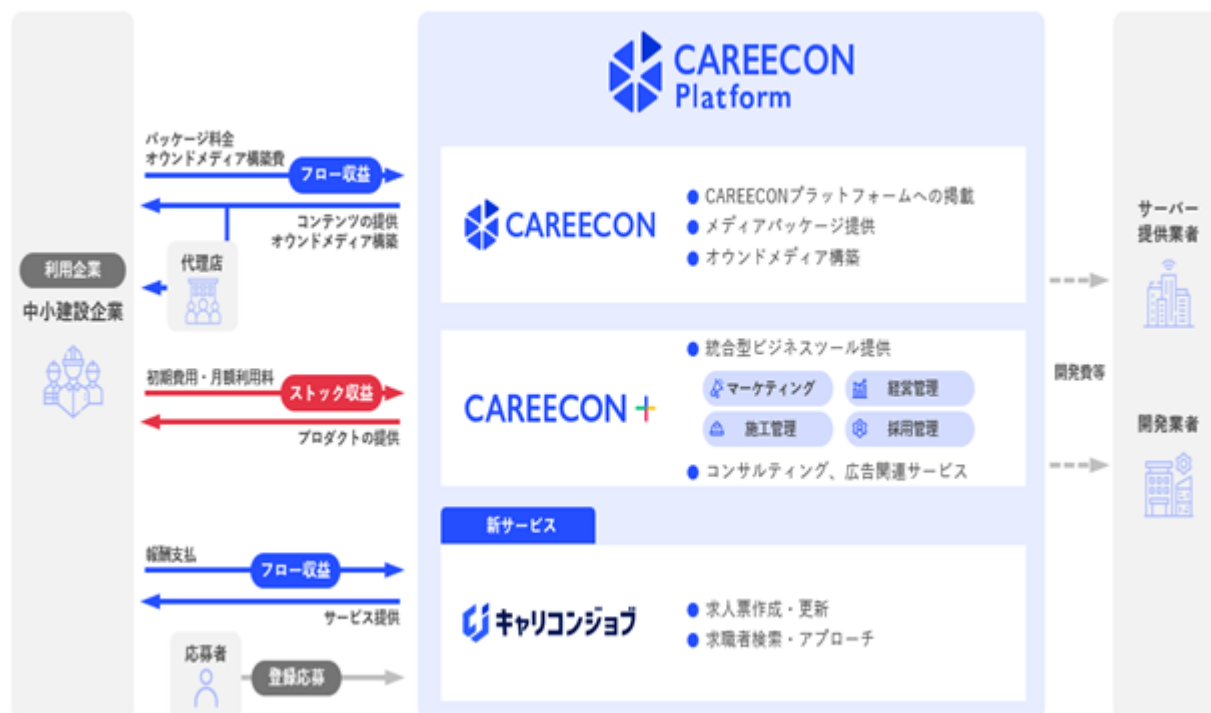 CAREECON
Platform
パッケージ料金
オウンドメディア構築費
フロー収益
コンテンツの提供
オウンドメディア構築
代理店
利用企業
中小建設企業
CAREECON
CAREECONプラットフォームへの掲載
メディアパッケージ提供
オウンドメディア構築
サーバー
提供業者
初期費用・月額利用料
ストック収益
プロダクトの提供
CAREECON+
統合型ビジネスツール提供
マーケティング
経営管理
施工管理
採用管理
コンサルティング、広告関連サービス
開発費等
開発業者
新サービス
報酬支払
フロー収益
サービス提供
キャリコンジョブ
求人票作成・更新
求職者検索・アプローチ
応募者
登録応募